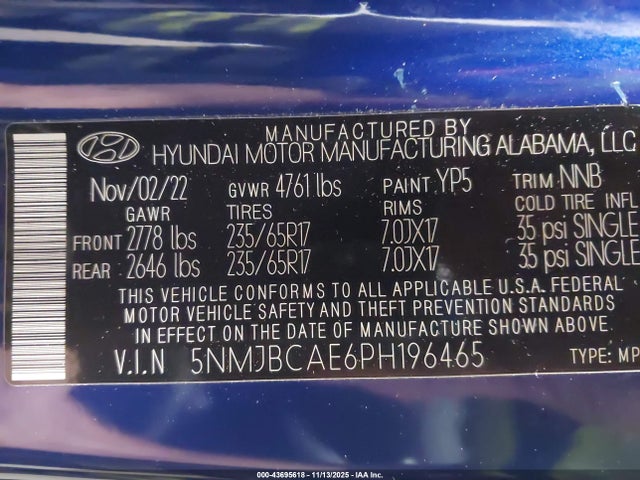 MANUFACTURED BY
HYUNDAI MOTOR MANUFACTURING ALABAMA, LLC
Nov/02/22 GVWR 4761 lbs PAINT YP5 TRIM NNB
GAWR TIRES RIMS COLD TIRE INFL
FRONT 2778 lbs 235/65R17 7.0JX17 35 psi SINGLE
REAR 2646 lbs 235/65R17 7.0JX17 35 psi SINGLE
THIS VEHICLE CONFORMS TO ALL APPLICABLE U.S.A. FEDERAL
MOTOR VEHICLE SAFETY AND THEFT PREVENTION STANDARDS
IN EFFECT ON THE DATE OF MANUFACTURE SHOWN ABOVE.
V.I.N 5NMJBCAE6PH196465 TYPE: MP
000-43695618 - 11/13/2025 - IAA Inc.